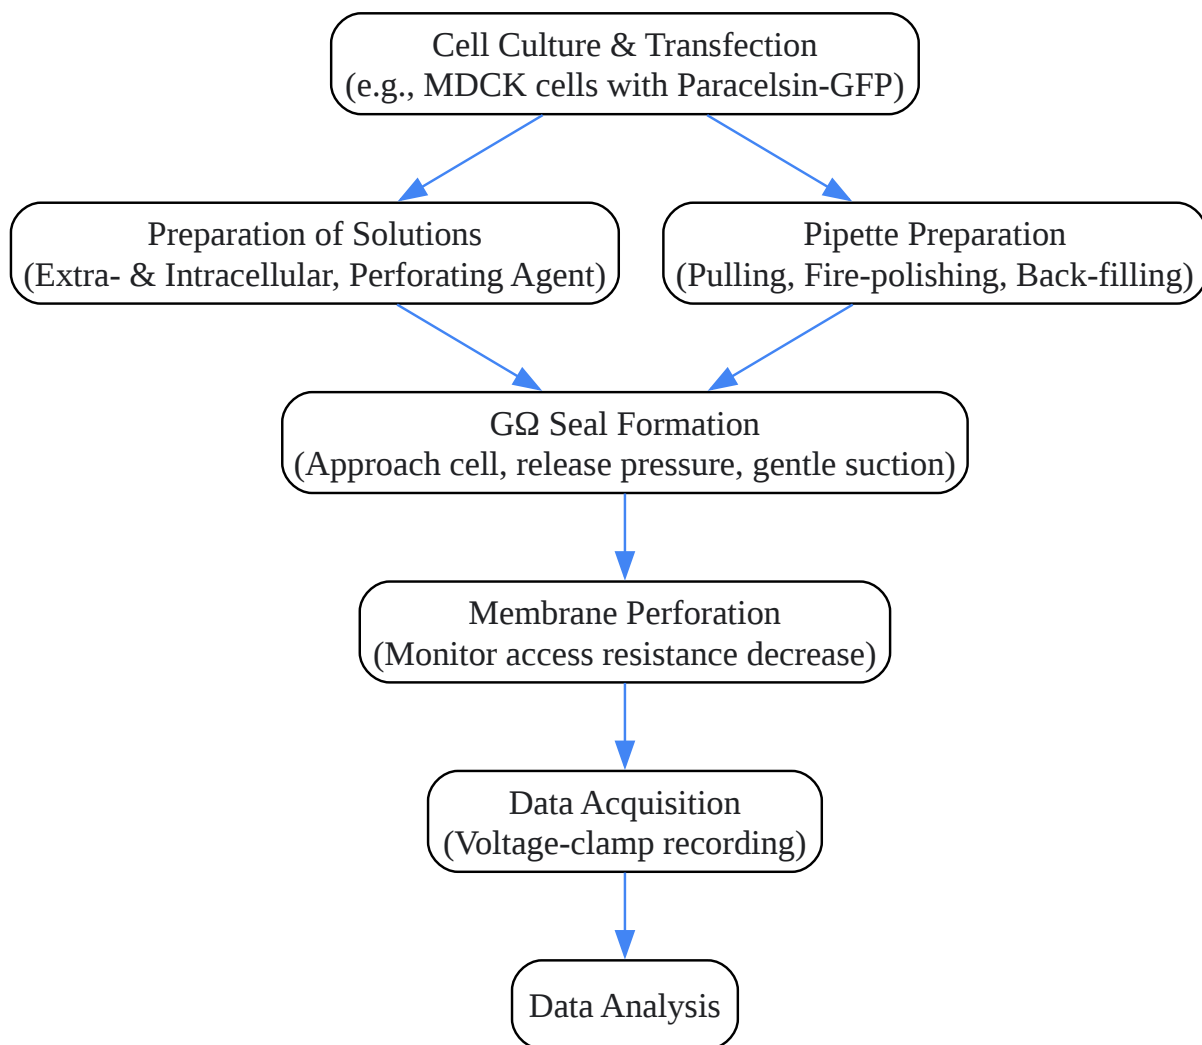 Cell Culture & Transfection
(e.g., MDCK cells with Paracelsin-GFP)
Preparation of Solutions
(Extra- & Intracellular, Perforating Agent)
Pipette Preparation
(Pulling, Fire-polishing, Back-filling)
GΩ Seal Formation
(Approach cell, release pressure, gentle suction)
Membrane Perforation
(Monitor access resistance decrease)
Data Acquisition
(Voltage-clamp recording)
Data Analysis